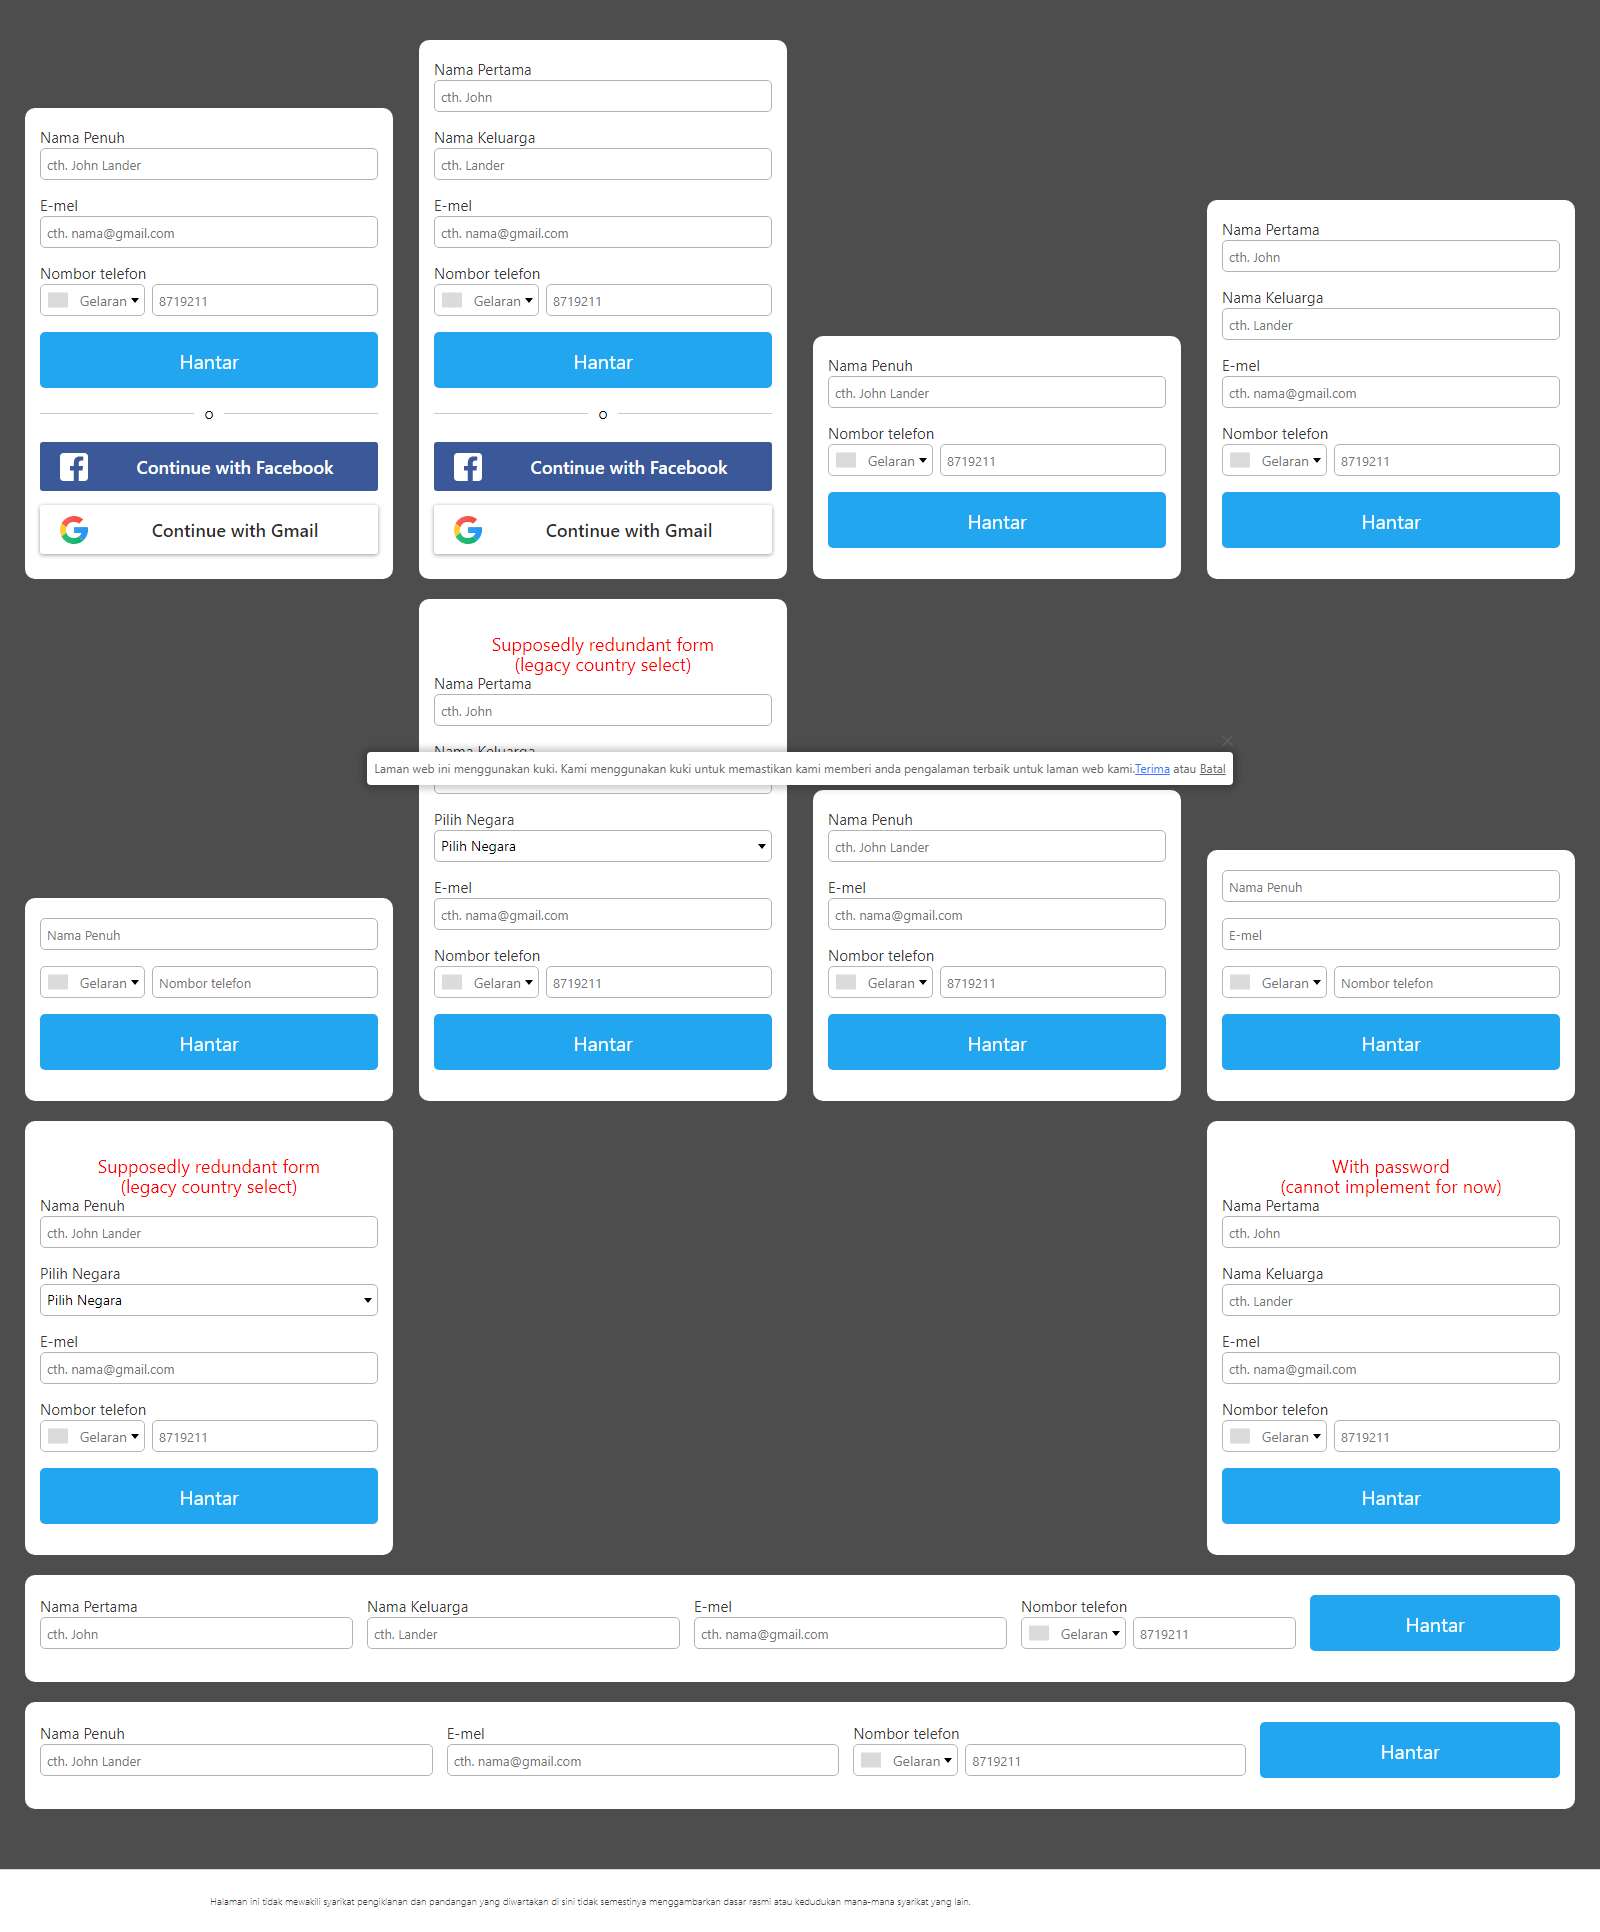 Nama Penuh
cth. John Lander
E-mel
cth. nama@gmail.com
Nombor telefon
Gelaran 8719211
Hantar
o
Continue with Facebook
Continue with Gmail
Nama Pertama
cth. John
Nama Keluarga
cth. Lander
E-mel
cth. nama@gmail.com
Nombor telefon
Gelaran 8719211
Hantar
o
Continue with Facebook
Continue with Gmail
Nama Penuh
cth. John Lander
Nombor telefon
Gelaran 8719211
Hantar
Nama Pertama
cth. John
Nama Keluarga
cth. Lander
E-mel
cth. nama@gmail.com
Nombor telefon
Gelaran 8719211
Hantar
Nama Penuh
Gelaran Nombor telefon
Hantar
Supposedly redundant form
(legacy country select)
Nama Pertama
cth. John
Nama Keluarga
Laman web ini menggunakan kuki. Kami menggunakan kuki untuk memastikan kami memberi anda pengalaman terbaik untuk laman web kami.Terima atau Batal
Pilih Negara
Pilih Negara
E-mel
cth. nama@gmail.com
Nombor telefon
Gelaran 8719211
Hantar
Nama Penuh
cth. John Lander
E-mel
cth. nama@gmail.com
Nombor telefon
Gelaran 8719211
Hantar
Nama Penuh
E-mel
Gelaran Nombor telefon
Hantar
Supposedly redundant form
(legacy country select)
Nama Penuh
cth. John Lander
Pilih Negara
Pilih Negara
E-mel
cth. nama@gmail.com
Nombor telefon
Gelaran 8719211
Hantar
With password
(cannot implement for now)
Nama Pertama
cth. John
Nama Keluarga
cth. Lander
E-mel
cth. nama@gmail.com
Nombor telefon
Gelaran 8719211
Hantar
Nama Pertama Nama Keluarga E-mel Nombor telefon
cth. John cth. Lander cth. nama@gmail.com Gelaran 8719211 Hantar
Nama Penuh E-mel Nombor telefon
cth. John Lander cth. nama@gmail.com Gelaran 8719211 Hantar
Halaman ini tidak mewakili syarikat pengiklanan dan pandangan yang diwartakan di sini tidak semestinya menggambarkan dasar rasmi atau kedudukan mana-mana syarikat yang lain.